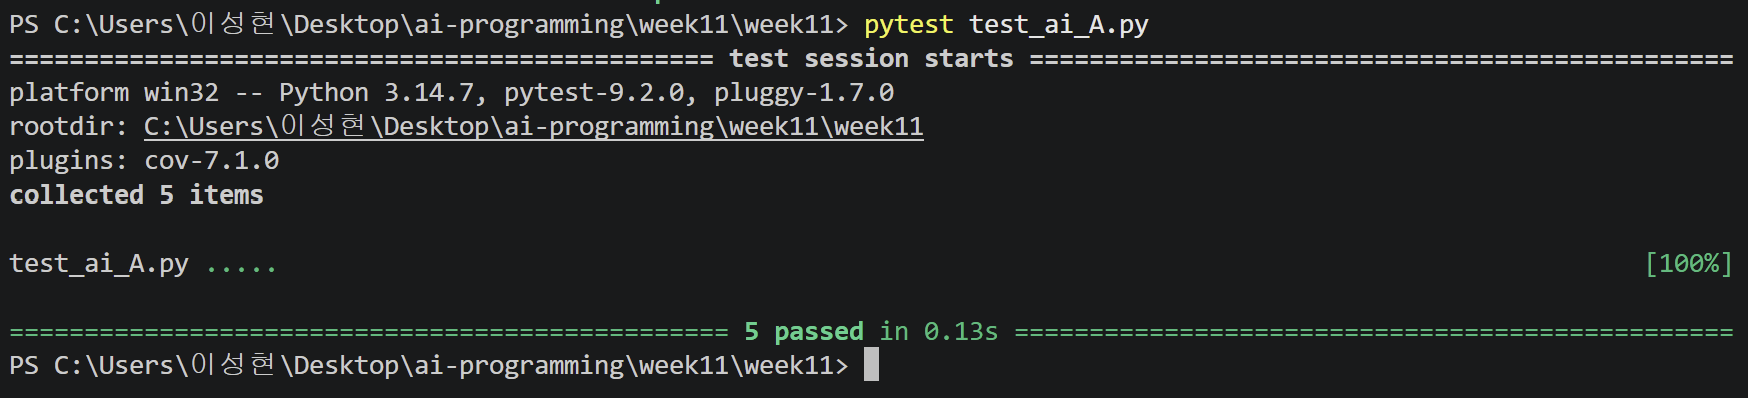 PS C:\Users\이성현\Desktop\ai-programming\week11\week11> pytest test_ai_A.py
=============================================== test session starts ===============================================
platform win32 -- Python 3.14.7, pytest-9.2.0, pluggy-1.7.0
rootdir: C:\Users\이성현\Desktop\ai-programming\week11\week11
plugins: cov-7.1.0
collected 5 items
test_ai_A.py ..... [100%]
================================================ 5 passed in 0.13s ================================================
PS C:\Users\이성현\Desktop\ai-programming\week11\week11>